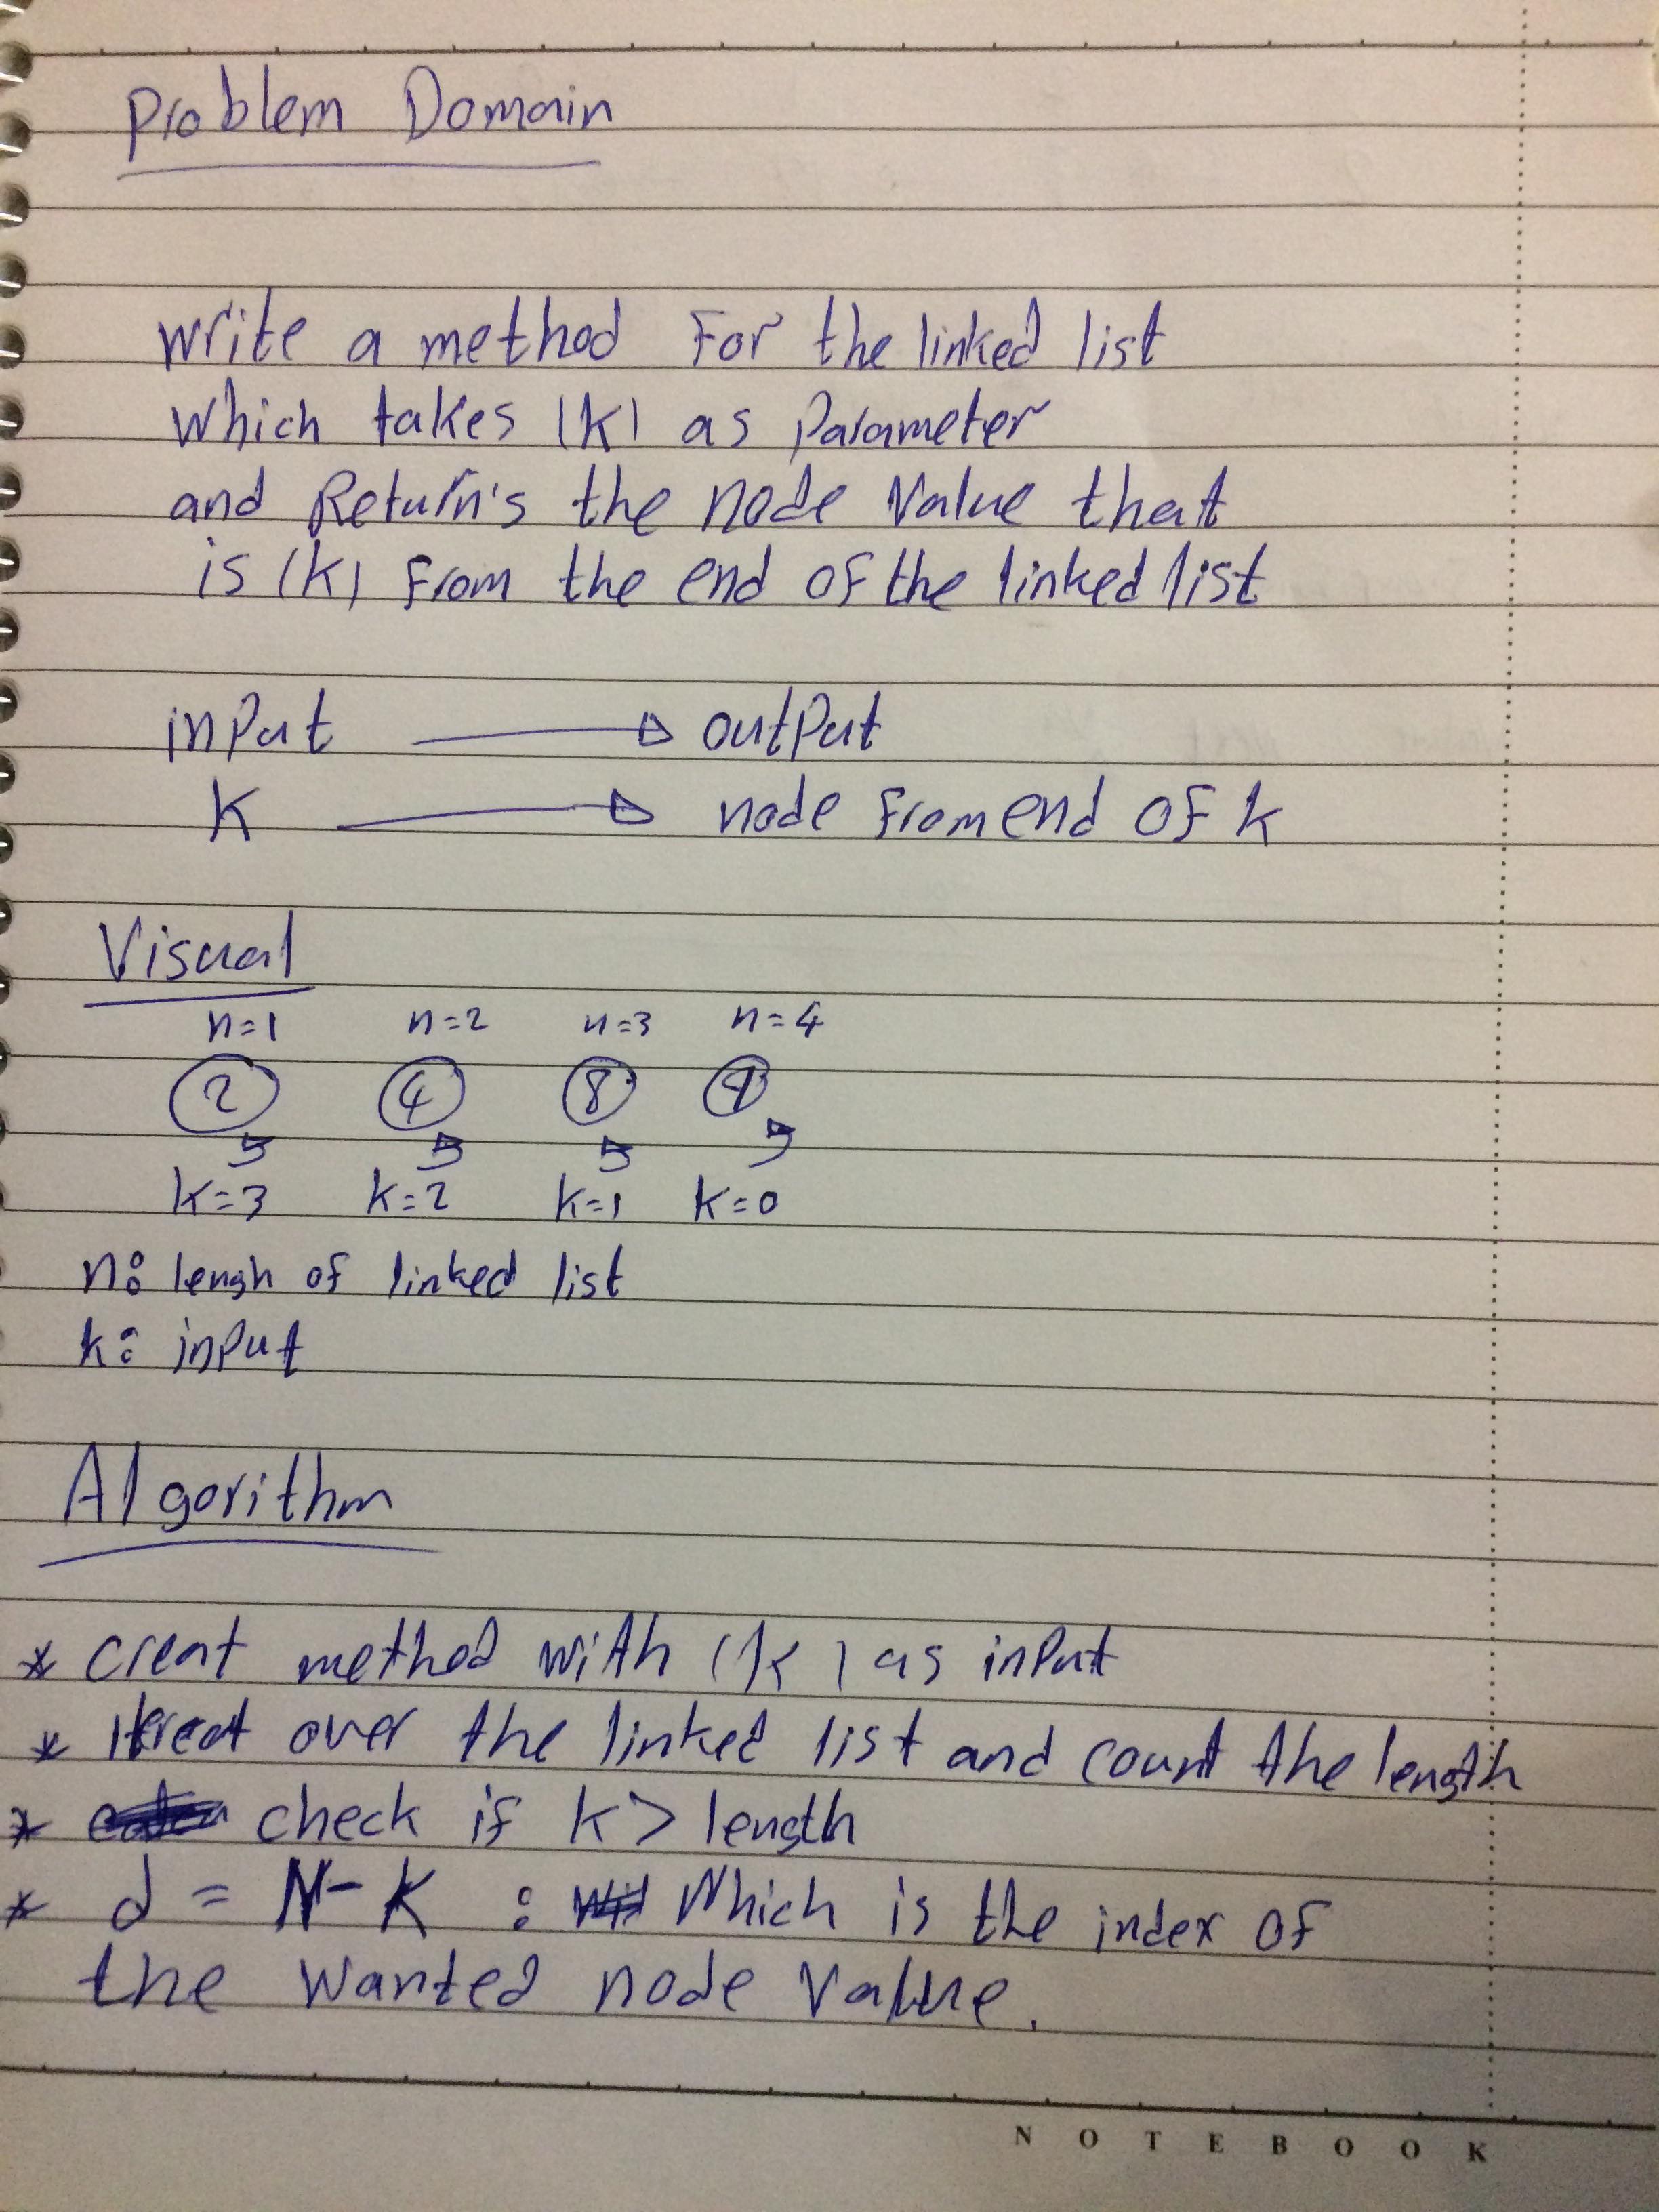 Problem Domain
write a method For the linked list
which takes (k) as Parameter
and Return's the node value that
is (k) From the end of the linked list
input → output
k → node from end of k
Visual
n=1 n=2 n=3 n=4
2 4 8 9
k=3 k=2 k=1 k=0
n: lengh of linked list
k: input
Algorithm
* creat method with (k) as input
* Itreat over the linked list and count the length
* check if k > length
* d = N - K : Which is the index of
the wanted node value.
NOTEBOOK